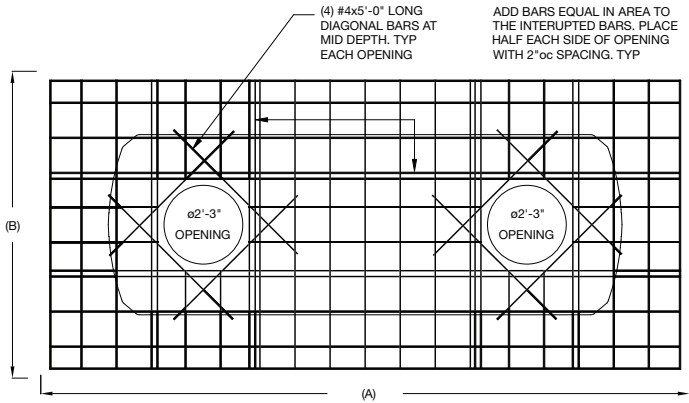 (4) #4x5'-0" LONG
DIAGONAL BARS AT
MID DEPTH. TYP
EACH OPENING
ADD BARS EQUAL IN AREA TO
THE INTERUPTED BARS. PLACE
HALF EACH SIDE OF OPENING
WITH 2"oc SPACING. TYP
(B)
ø2'-3"
OPENING
ø2'-3"
OPENING
(A)